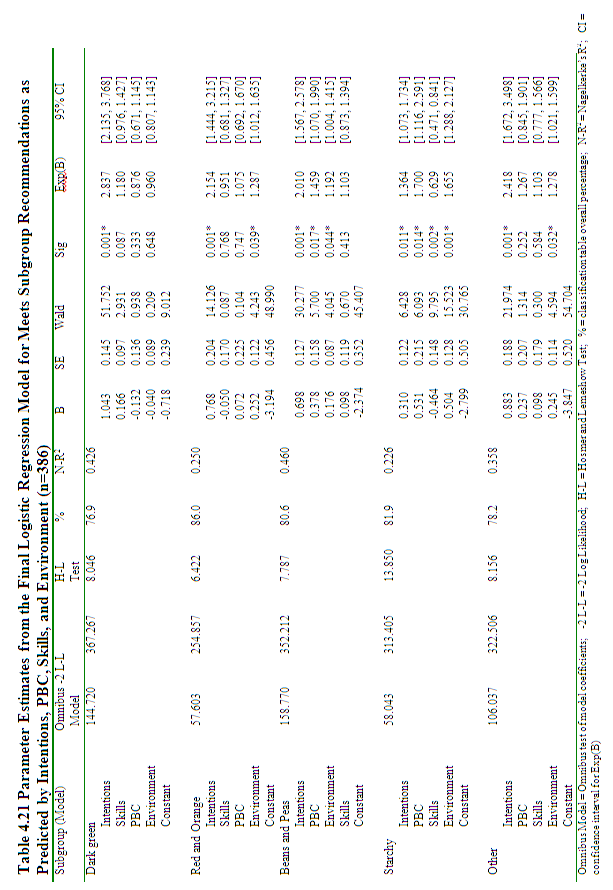 Table 4.21 Parameter Estimates from the Final Logistic Regression Model for Meets Subgroup Recommendations as
Predicted by Intentions, PBC, Skills, and Environment (n=386)
Subgroup (Model) Omnibus Model -2 L-L H-L Test % N-R² B SE Wald Sig Exp(B) 95% CI
Dark green 144.720 367.267 8.046 76.9 0.426
Intentions 1.043 0.145 51.752 0.001* 2.837 [2.135, 3.768]
Skills 0.166 0.097 2.931 0.087 1.180 [0.976, 1.427]
PBC -0.132 0.136 0.938 0.333 0.876 [0.671, 1.145]
Environment -0.040 0.089 0.209 0.648 0.960 [0.807, 1.143]
Constant -0.718 0.239 9.012
Red and Orange 57.603 254.857 6.422 86.0 0.250
Intentions 0.768 0.204 14.126 0.001* 2.154 [1.444, 3.215]
Skills -0.050 0.170 0.087 0.768 0.951 [0.681, 1.327]
PBC 0.072 0.225 0.104 0.747 1.075 [0.692, 1.670]
Environment 0.252 0.122 4.243 0.039* 1.287 [1.012, 1.635]
Constant -3.194 0.456 48.990
Beans and Peas 158.770 352.212 7.787 80.6 0.460
Intentions 0.698 0.127 30.277 0.001* 2.010 [1.567, 2.578]
PBC 0.378 0.158 5.700 0.017* 1.459 [1.070, 1.990]
Environment 0.176 0.087 4.045 0.044* 1.192 [1.004, 1.415]
Skills 0.098 0.119 0.670 0.413 1.103 [0.873, 1.394]
Constant -2.374 0.352 45.407
Starchy 58.043 313.405 13.850 81.9 0.226
Intentions 0.310 0.122 6.428 0.011* 1.364 [1.073, 1.734]
PBC 0.531 0.215 6.093 0.014* 1.700 [1.116, 2.591]
Skills -0.464 0.148 9.795 0.002* 0.629 [0.471, 0.841]
Environment 0.504 0.128 15.523 0.001* 1.655 [1.288, 2.127]
Constant -2.799 0.505 30.765
Other 106.037 322.506 8.156 78.2 0.358
Intentions 0.883 0.188 21.974 0.001* 2.418 [1.672, 3.498]
PBC 0.237 0.207 1.314 0.252 1.267 [0.845, 1.901]
Skills 0.098 0.179 0.300 0.584 1.103 [0.777, 1.566]
Environment 0.245 0.114 4.594 0.032* 1.278 [1.021, 1.599]
Constant -3.847 0.520 54.704
Omnibus Model = Omnibus test of model coefficients; -2 L-L = -2 Log Likelihood; H-L = Hosmer and Lemeshow Test; % = classification table overall percentage; N-R² = Nagelkerke's R²; CI =
confidence interval for Exp(B)